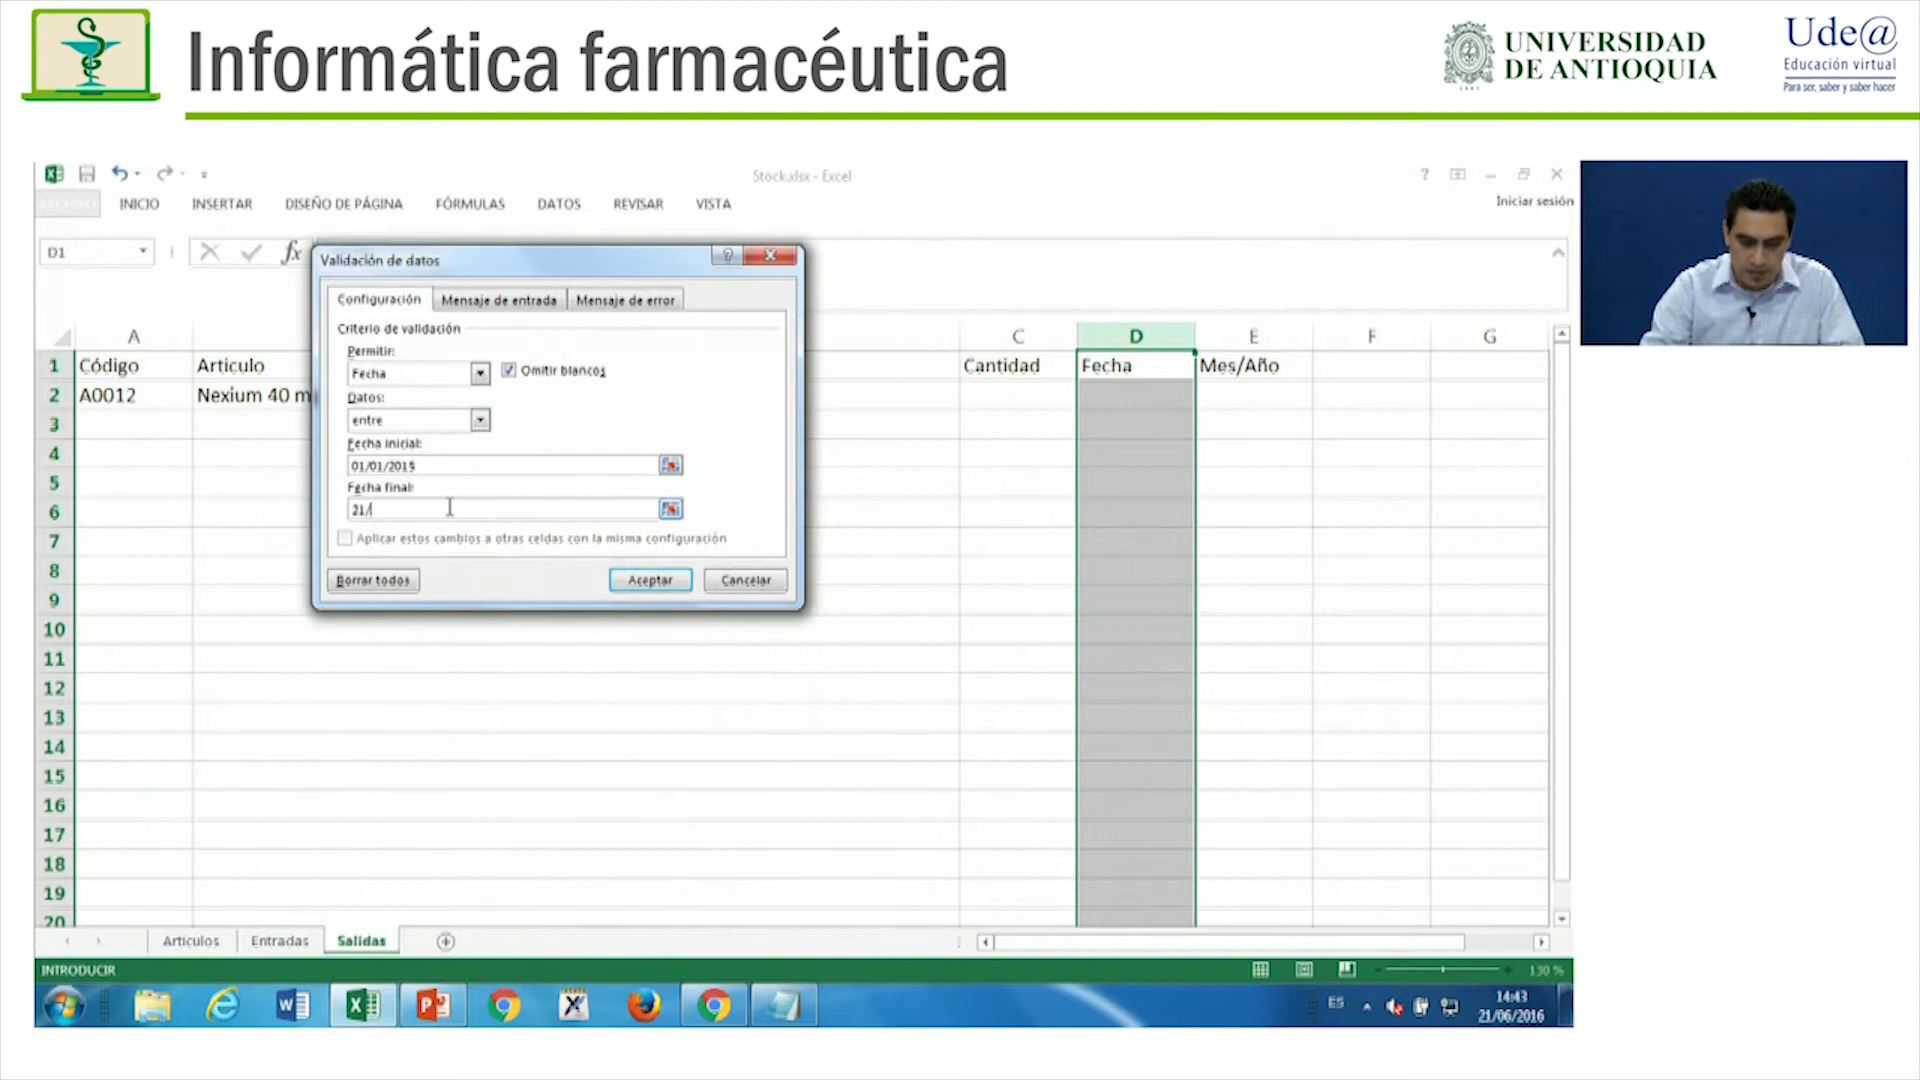 Informática farmacéutica
UNIVERSIDAD
DE ANTIOQUIA
Ude@
Educación virtual
Para ser, saber y saber hacer
Stock.xlsx - Excel
ARCHIVO
INICIO
INSERTAR
DISEÑO DE PÁGINA
FÓRMULAS
DATOS
REVISAR
VISTA
Iniciar sesión
D1
fx
Validación de datos
Configuración
Mensaje de entrada
Mensaje de error
Criterio de validación
Permitir:
Fecha
Omitir blancos
Datos:
entre
Fecha inicial:
01/01/2015
Fecha final:
21/
Aplicar estos cambios a otras celdas con la misma configuración
Borrar todos
Aceptar
Cancelar
A C D E F G
1 Código Articulo Cantidad Fecha Mes/Año
2 A0012 Nexium 40 m
3
4
5
6
7
8
9
10
11
12
13
14
15
16
17
18
19
20
Articulos
Entradas
Salidas
INTRODUCIR
130 %
ES
14:43
21/06/2016